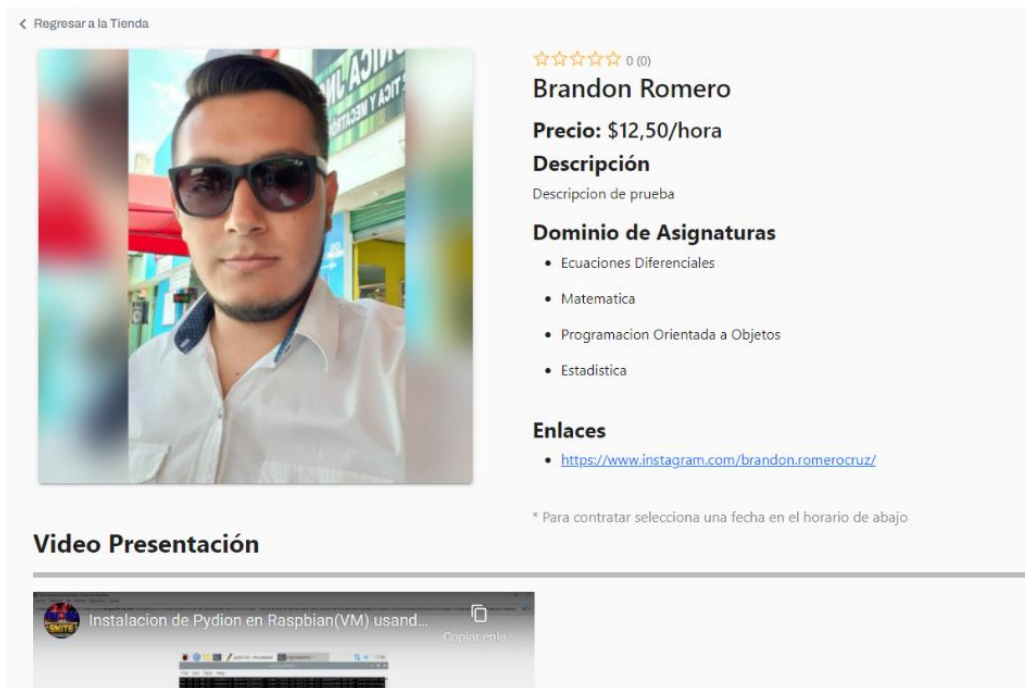 Regresar a la Tienda
0 (0)
Brandon Romero
Precio: $12,50/hora
Descripción
Descripcion de prueba
Dominio de Asignaturas
Ecuaciones Diferenciales
Matematica
Programacion Orientada a Objetos
Estadistica
Enlaces
https://www.instagram.com/brandon.romerocruz/
* Para contratar selecciona una fecha en el horario de abajo
Video Presentación
Instalacion de Pydion en Raspbian(VM) usand...
Copiar enle